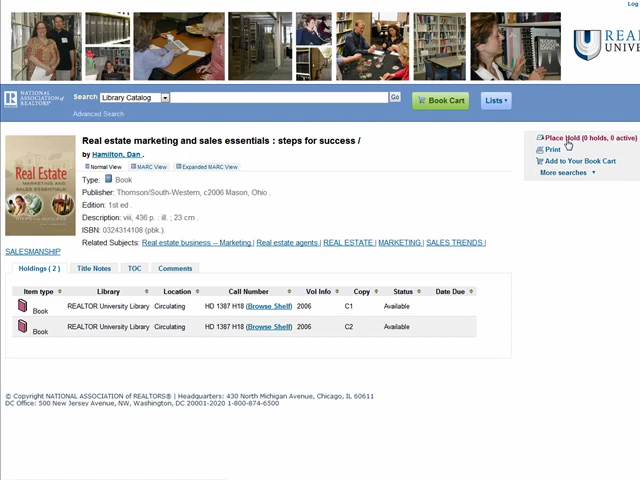 Log
REAL
UNIVER
NATIONAL
ASSOCIATION of
REALTORS®
Search Library Catalog Go
Book Cart Lists
Advanced Search
Real estate marketing and sales essentials : steps for success /
by Hamilton, Dan .
Normal View MARC View Expanded MARC View
Type: Book
Publisher: Thomson/South-Western, c2006 Mason, Ohio .
Edition: 1st ed .
Description: viii, 436 p. : ill. ; 23 cm .
ISBN: 0324314108 (pbk.).
Related Subjects: Real estate business -- Marketing | Real estate agents | REAL ESTATE | MARKETING | SALES TRENDS |
SALESMANSHIP
Real Estate
MARKETING AND
SALES ESSENTIALS
Place Hold (0 holds, 0 active)
Print
Add to Your Book Cart
More searches
Holdings ( 2 ) Title Notes TOC Comments
Item type Library Location Call Number Vol Info Copy Status Date Due
Book REALTOR University Library Circulating HD 1387 H18 (Browse Shelf) 2006 C1 Available
Book REALTOR University Library Circulating HD 1387 H18 (Browse Shelf) 2006 C2 Available
© Copyright NATIONAL ASSOCIATION of REALTORS® | Headquarters: 430 North Michigan Avenue, Chicago, IL 60611
DC Office: 500 New Jersey Avenue, NW, Washington, DC 20001-2020 1-800-874-6500